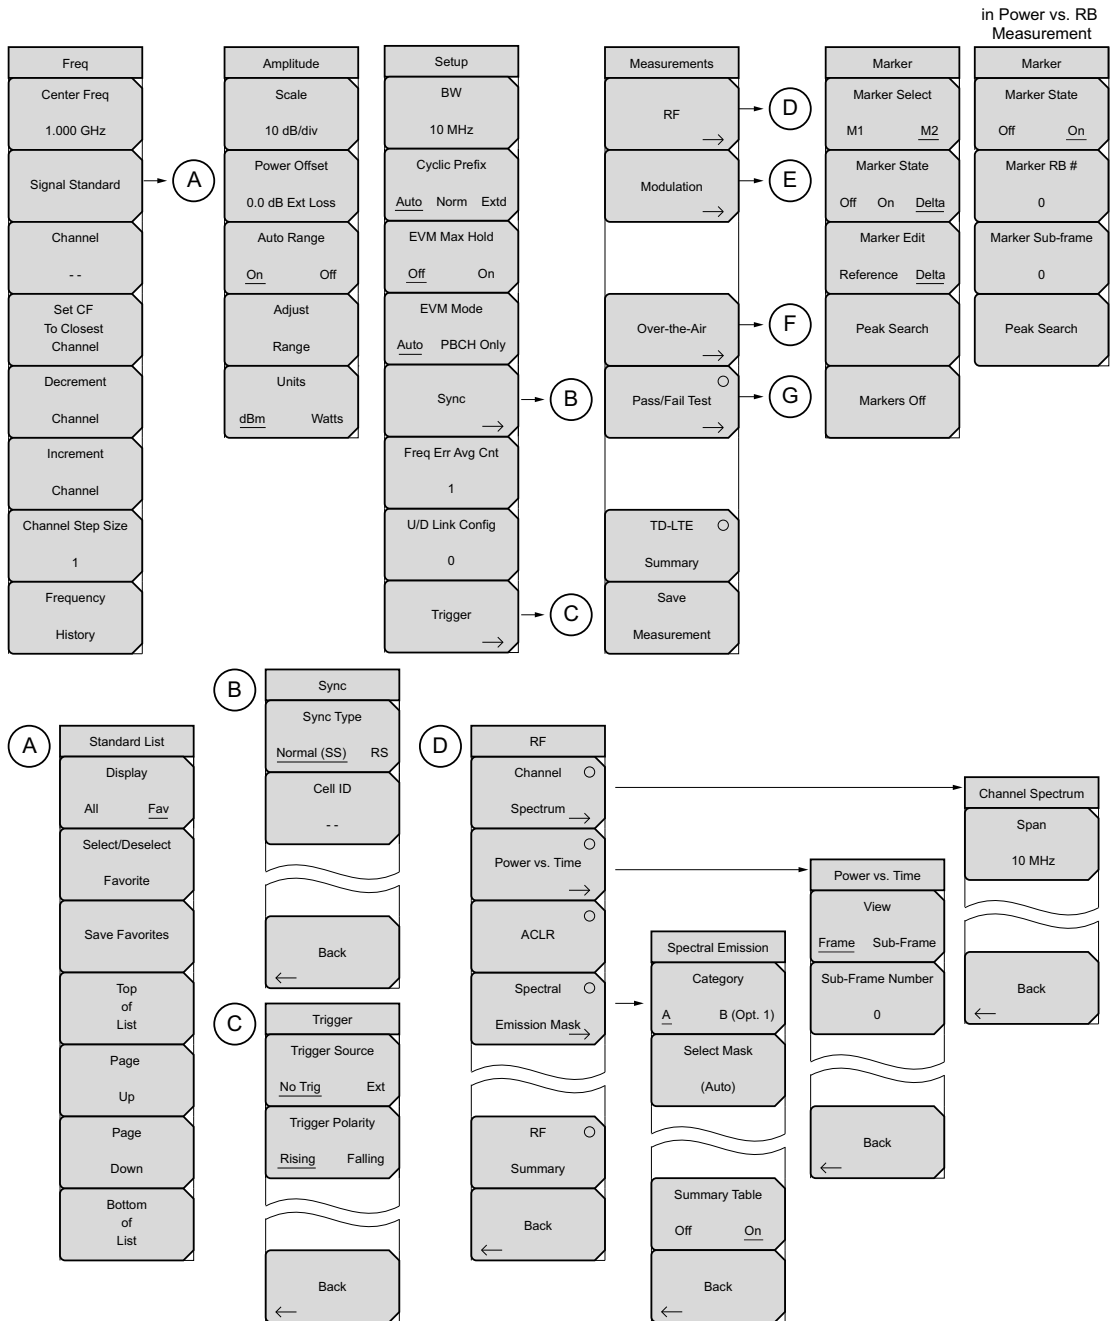 in Power vs. RB
Measurement
Freq
Center Freq
1.000 GHz
Signal Standard
Channel
- -
Set CF
To Closest
Channel
Decrement
Channel
Increment
Channel
Channel Step Size
1
Frequency
History
A
Amplitude
Scale
10 dB/div
Power Offset
0.0 dB Ext Loss
Auto Range
On Off
Adjust
Range
Units
dBm Watts
Setup
BW
10 MHz
Cyclic Prefix
Auto Norm Extd
EVM Max Hold
Off On
EVM Mode
Auto PBCH Only
Sync
Freq Err Avg Cnt
1
U/D Link Config
0
Trigger
B
C
Measurements
RF
Modulation
Over-the-Air
Pass/Fail Test
TD-LTE
Summary
Save
Measurement
D
E
F
G
Marker
Marker Select
M1 M2
Marker State
Off On Delta
Marker Edit
Reference Delta
Peak Search
Markers Off
Marker
Marker State
Off On
Marker RB #
0
Marker Sub-frame
0
Peak Search
A
Standard List
Display
All Fav
Select/Deselect
Favorite
Save Favorites
Top
of
List
Page
Up
Page
Down
Bottom
of
List
B
Sync
Sync Type
Normal (SS) RS
Cell ID
- -
Back
C
Trigger
Trigger Source
No Trig Ext
Trigger Polarity
Rising Falling
Back
D
RF
Channel
Spectrum
Power vs. Time
ACLR
Spectral
Emission Mask
RF
Summary
Back
Spectral Emission
Category
A B (Opt. 1)
Select Mask
(Auto)
Summary Table
Off On
Back
Power vs. Time
View
Frame Sub-Frame
Sub-Frame Number
0
Back
Channel Spectrum
Span
10 MHz
Back